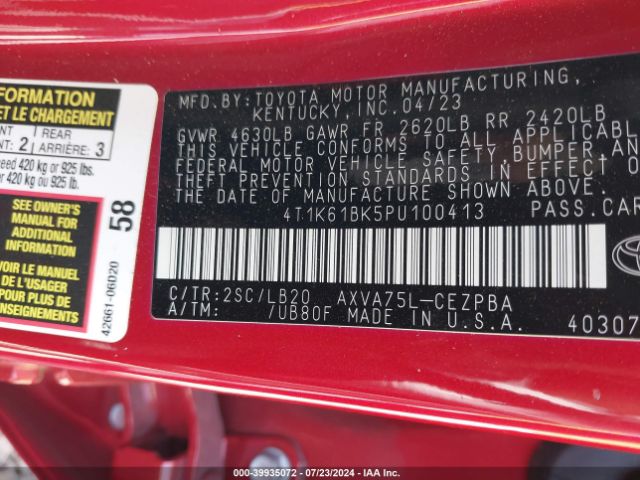 FORMATION
ET LE CHARGEMENT
2 REAR
ARRIÈRE: 3
420 kg or 925 lbs.
420 kg ou 925 lb.
SEE OWNER'S
MANUAL FOR
ADDITIONAL
INFORMATION
VOIR LE MANUEL
DE L'USAGER
POUR PLUS DE
RENSEIGNEMENTS
58
42661-06D20
MFD.BY:TOYOTA MOTOR MANUFACTURING,
KENTUCKY, INC. 04/23
GVWR 4630LB GAWR FR 2620LB RR 2420LB
THIS VEHICLE CONFORMS TO ALL APPLICABL
FEDERAL MOTOR VEHICLE SAFETY, BUMPER, AN
THEFT PREVENTION STANDARDS IN EFFECT O
THE DATE OF MANUFACTURE SHOWN ABOVE.
4T1K61BK5PU100413 PASS.CAR
C/TR:2SC/LB20 AXVA75L-CEZPBA
A/TM: /UB80F MADE IN U.S.A.
40307
000-39935072 07/23/2024 IAA Inc. Copyright